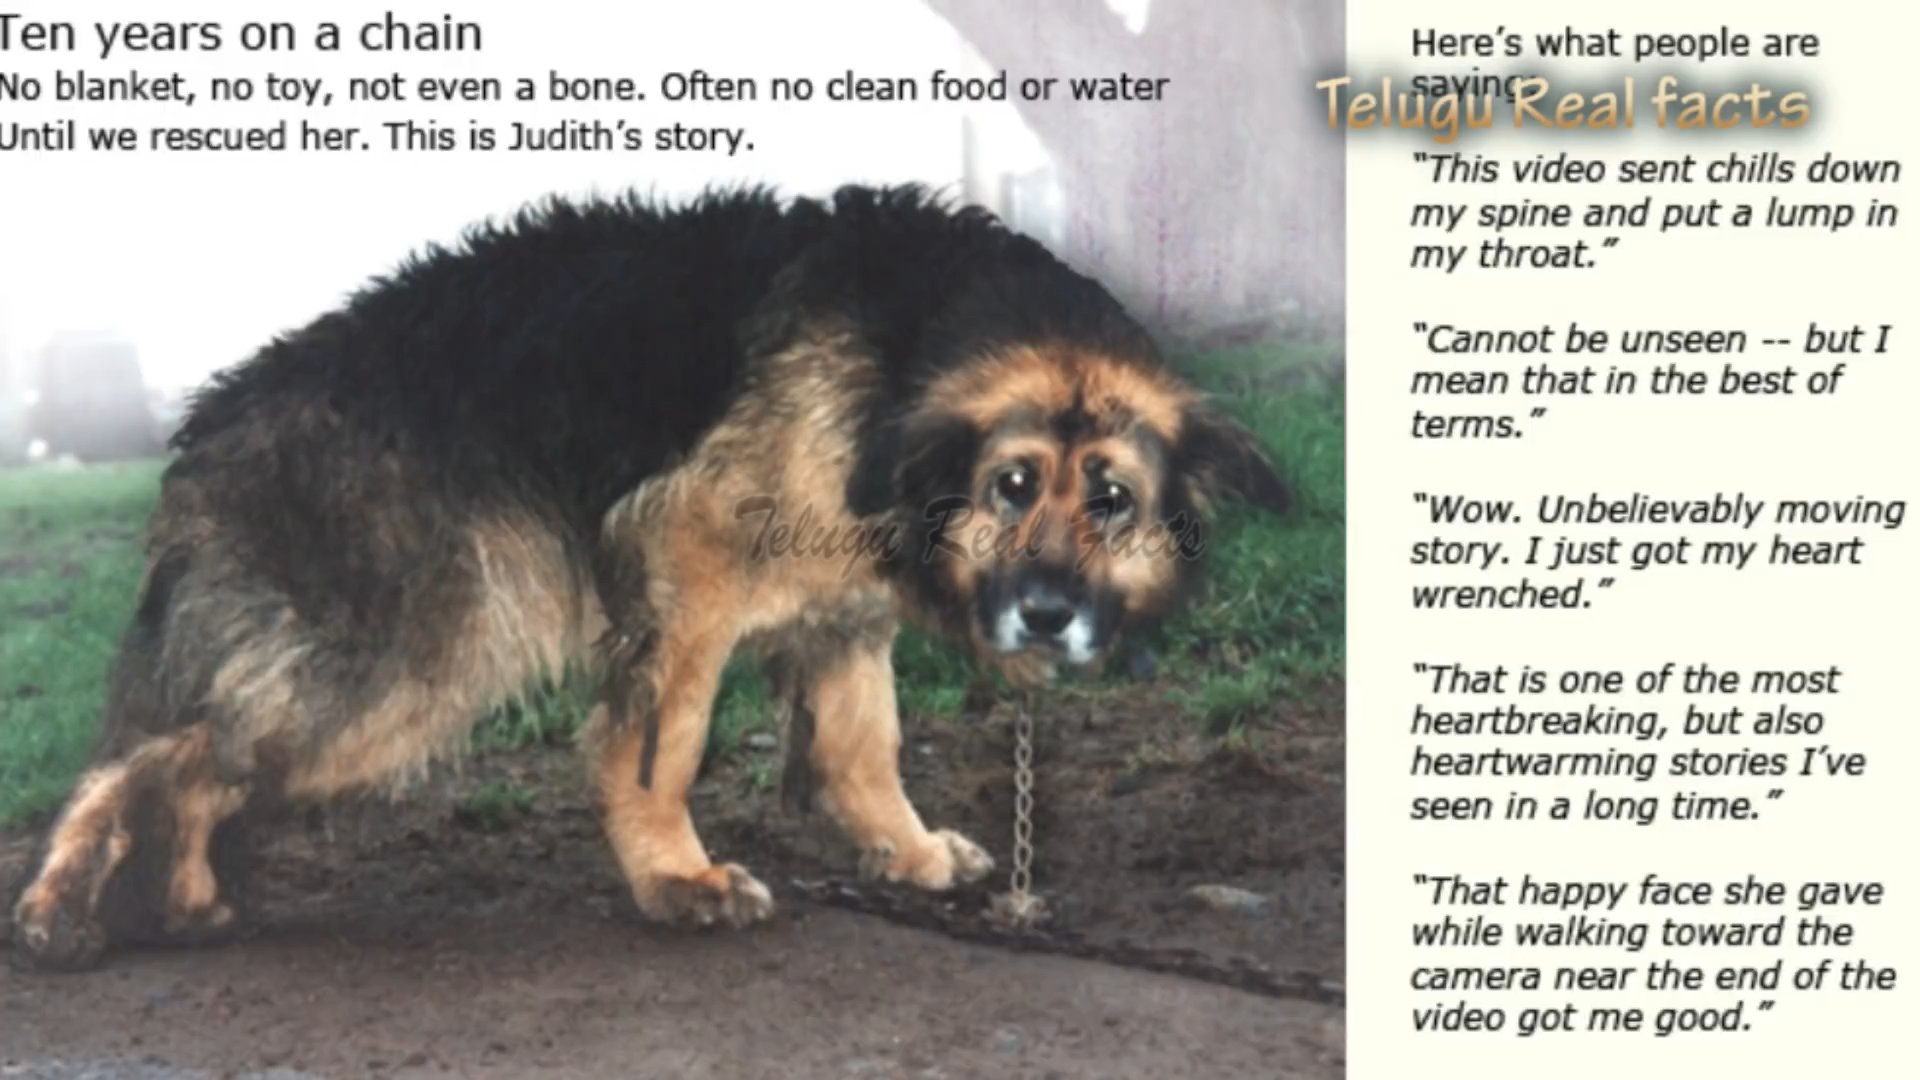 Ten years on a chain
No blanket, no toy, not even a bone. Often no clean food or water
Until we rescued her. This is Judith's story.
Here's what people are
saying:
Telugu Real facts
"This video sent chills down
my spine and put a lump in
my throat."
"Cannot be unseen -- but I
mean that in the best of
terms."
"Wow. Unbelievably moving
story. I just got my heart
wrenched."
"That is one of the most
heartbreaking, but also
heartwarming stories I've
seen in a long time."
"That happy face she gave
while walking toward the
camera near the end of the
video got me good."
Telugu Real Facts